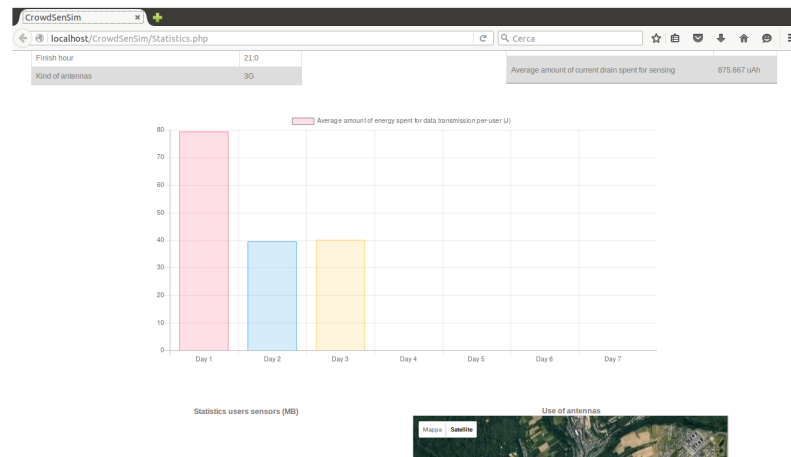 CrowdSenSim
localhost/CrowdSenSim/Statistics.php
Cerca
Finish hour 21:0
Kind of antennas 3G
Average amount of current drain spent for sensing 875.667 uAh
Average amount of energy spent for data transmission per-user (J)
80
70
60
50
40
30
20
10
0
Day 1 Day 2 Day 3 Day 4 Day 5 Day 6 Day 7
Statistics users sensors (MB)
Use of antennas
Mappa Satellite